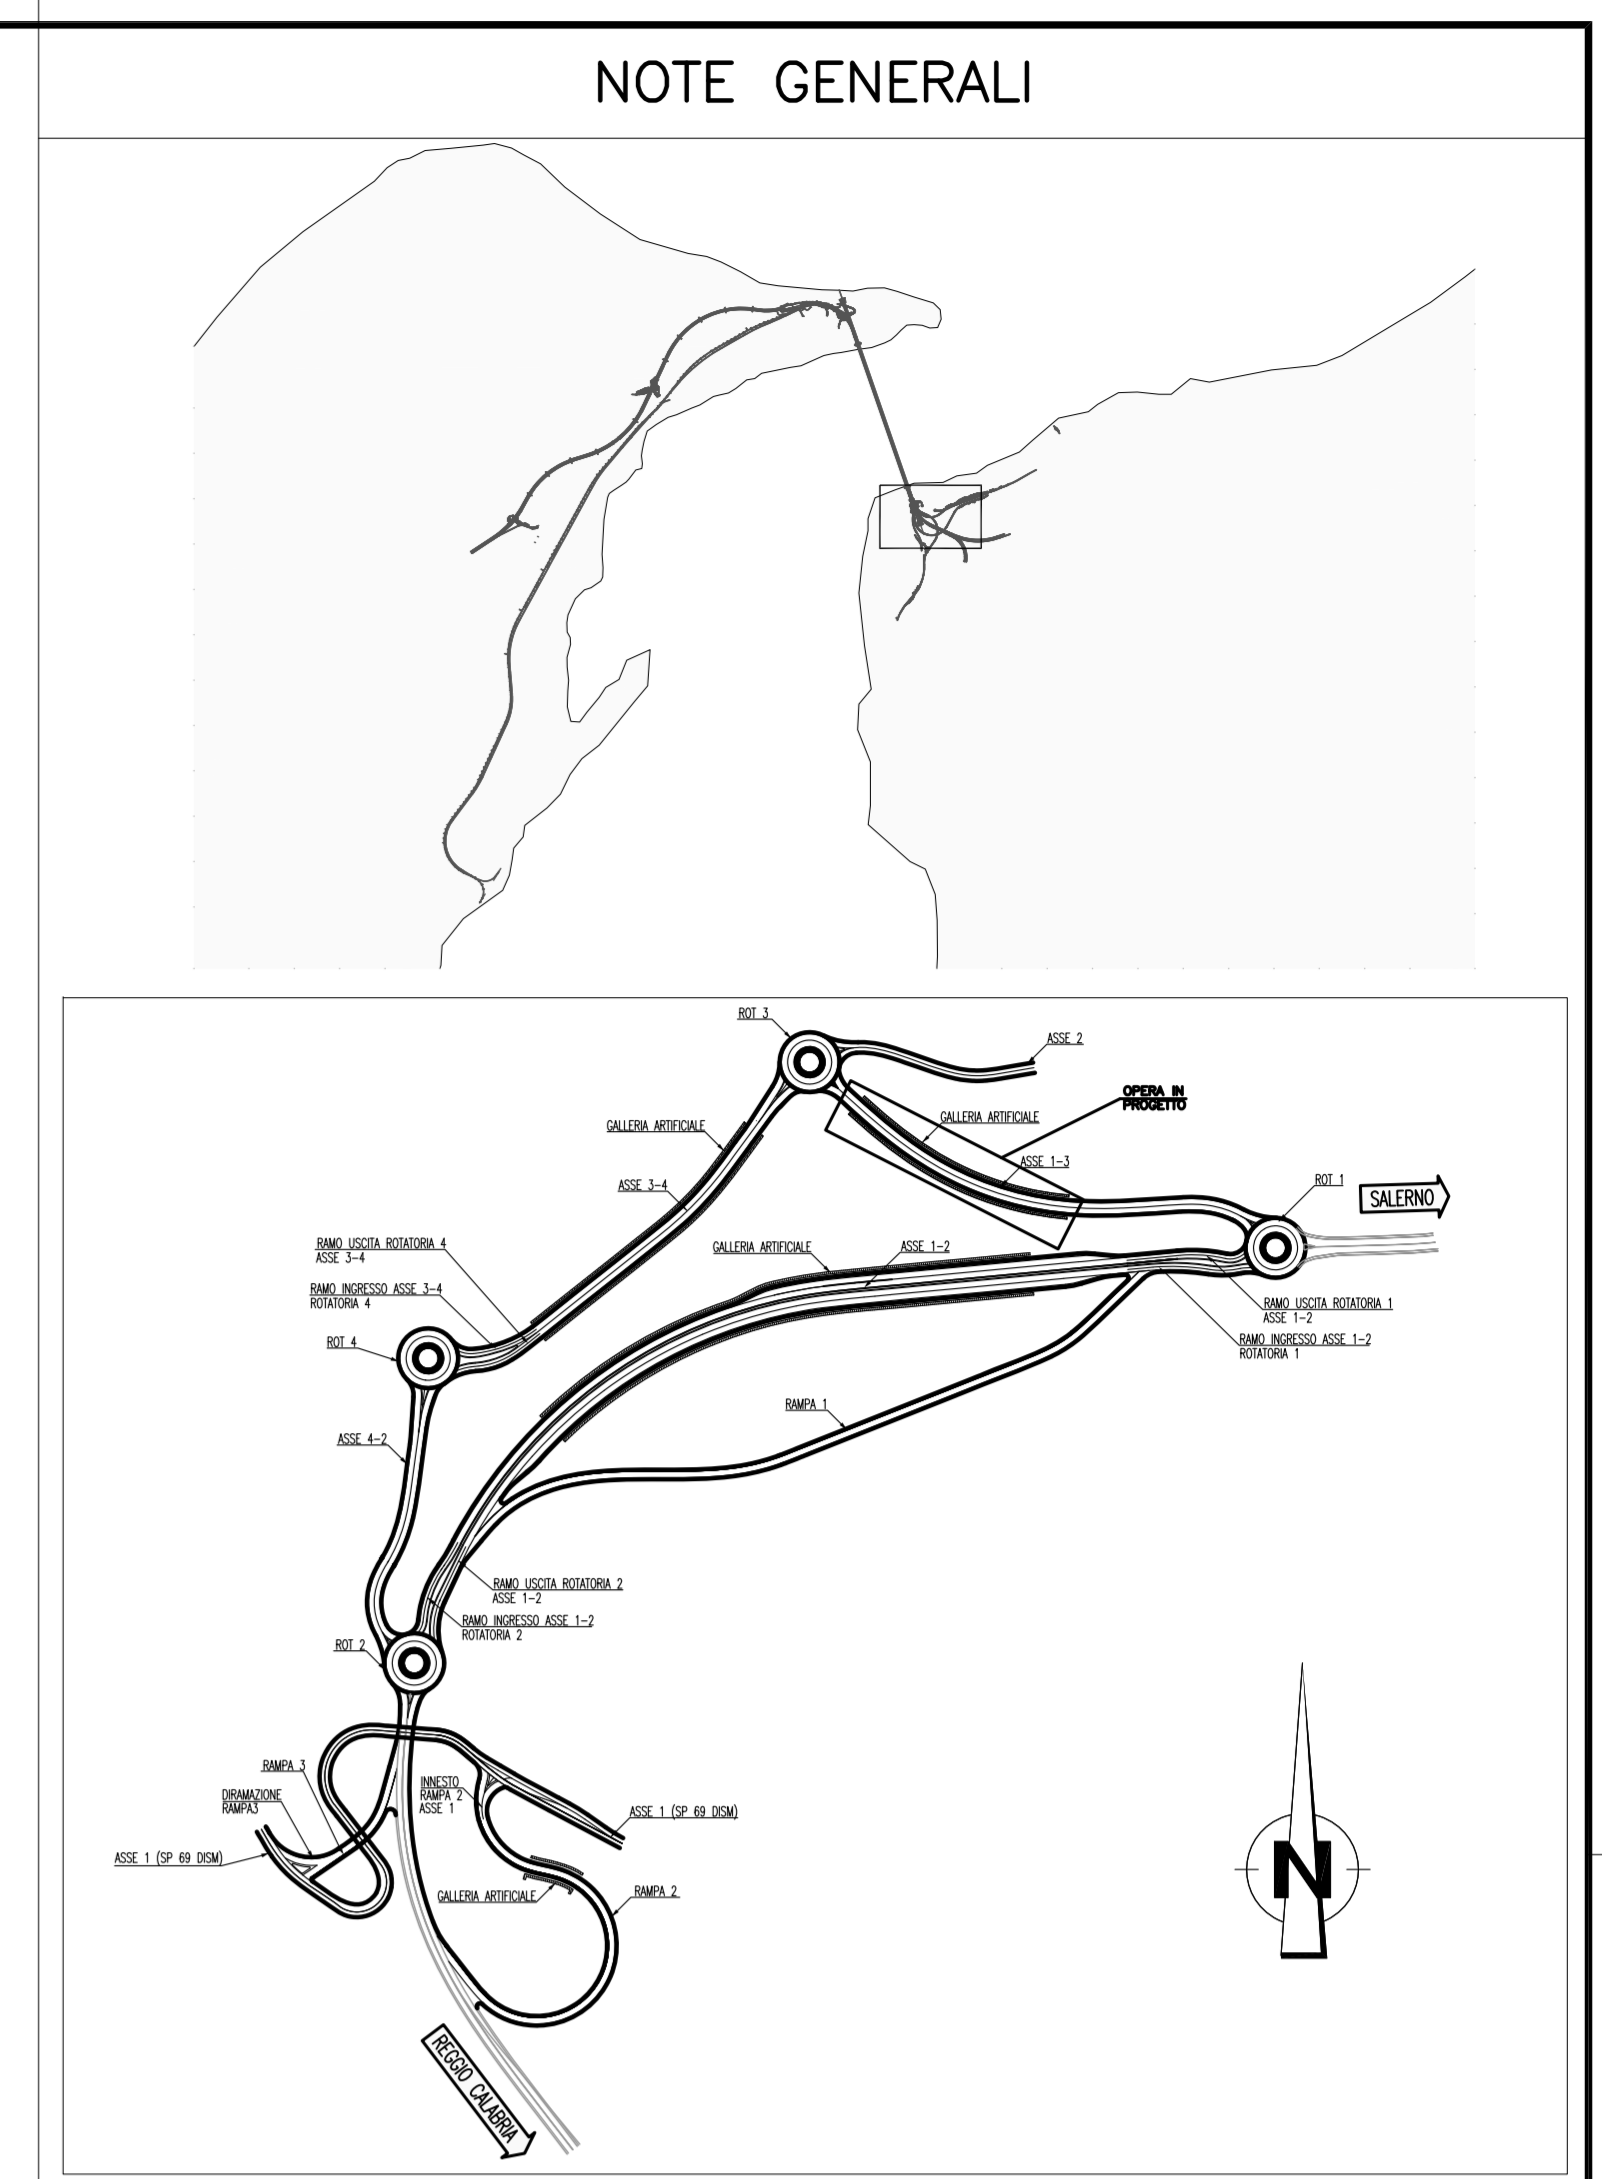 NOTE GENERALI
ROT 3
ASSE 2
OPERA IN
PROGETTO
GALLERIA ARTIFICIALE
GALLERIA ARTIFICIALE
ASSE 1-3
ASSE 3-4
ROT 1
SALERNO
RAMO USCITA ROTATORIA 4
ASSE 3-4
GALLERIA ARTIFICIALE
ASSE 1-2
RAMO INGRESSO ASSE 3-4
ROTATORIA 4
RAMO USCITA ROTATORIA 1
ASSE 1-2
ROT 4
RAMO INGRESSO ASSE 1-2
ROTATORIA 1
RAMPA 1
ASSE 4-2
RAMO USCITA ROTATORIA 2
ASSE 1-2
RAMO INGRESSO ASSE 1-2
ROTATORIA 2
ROT 2
RAMPA 3
DIRAMAZIONE
RAMPA3
INNESTO
RAMPA 2
ASSE 1
ASSE 1 (SP 69 DISM)
ASSE 1 (SP 69 DISM)
GALLERIA ARTIFICIALE
RAMPA 2
N
REGGIO CALABRIA